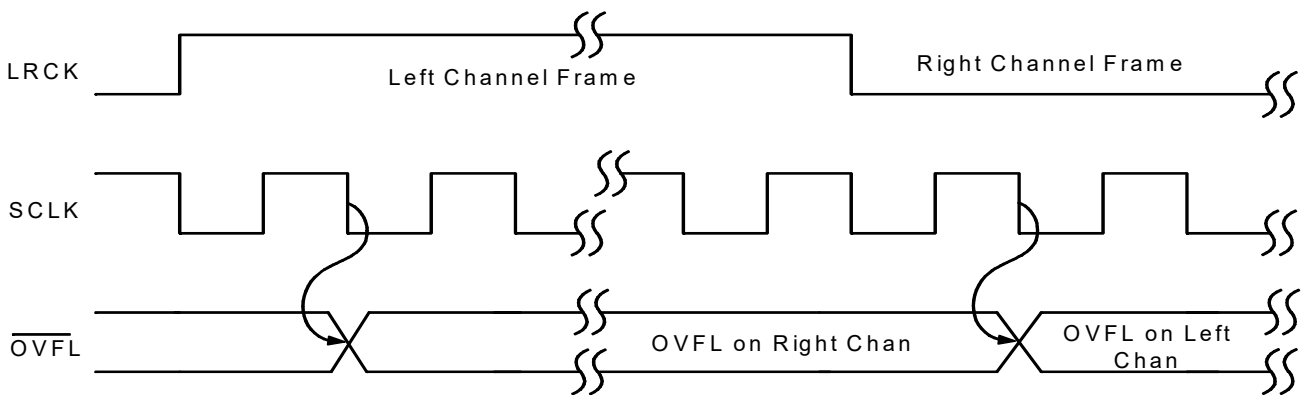 LRCK
Left Channel Frame
Right Channel Frame
SCLK
OVFL
OVFL on Right Chan
OVFL on Left
Chan